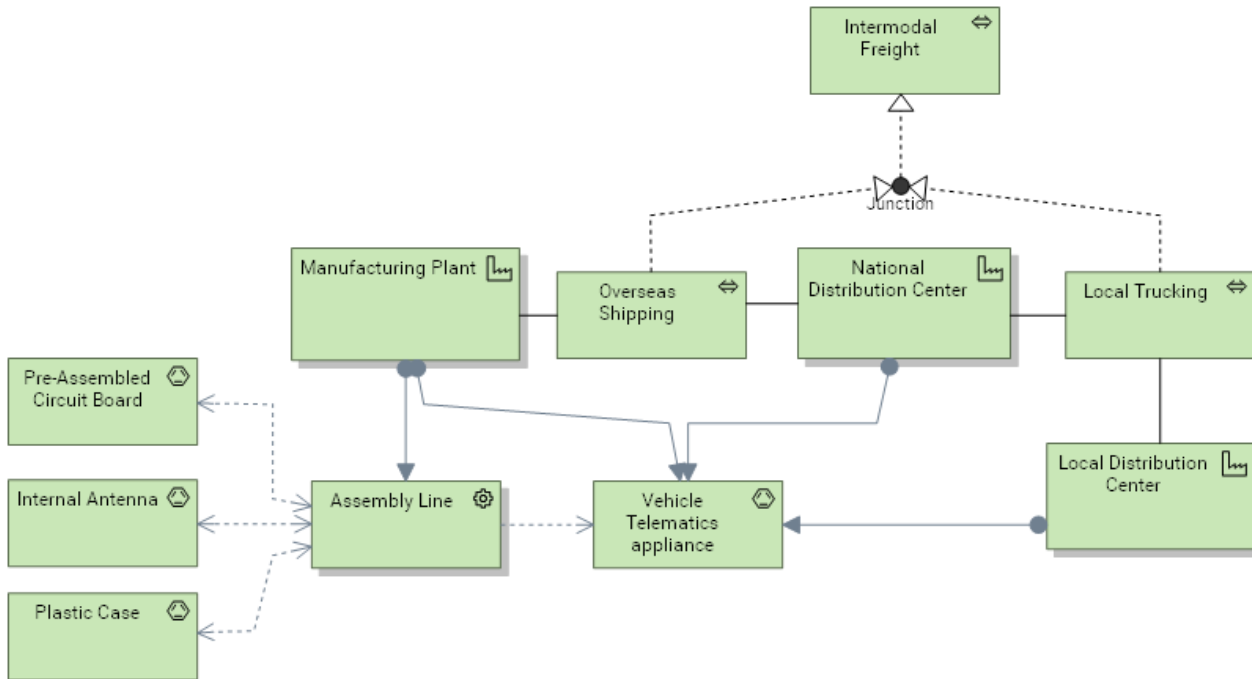 Intermodal
Freight
Junction
Manufacturing Plant
Overseas
Shipping
National
Distribution Center
Local Trucking
Pre-Assembled
Circuit Board
Internal Antenna
Plastic Case
Assembly Line
Vehicle
Telematics
appliance
Local Distribution
Center